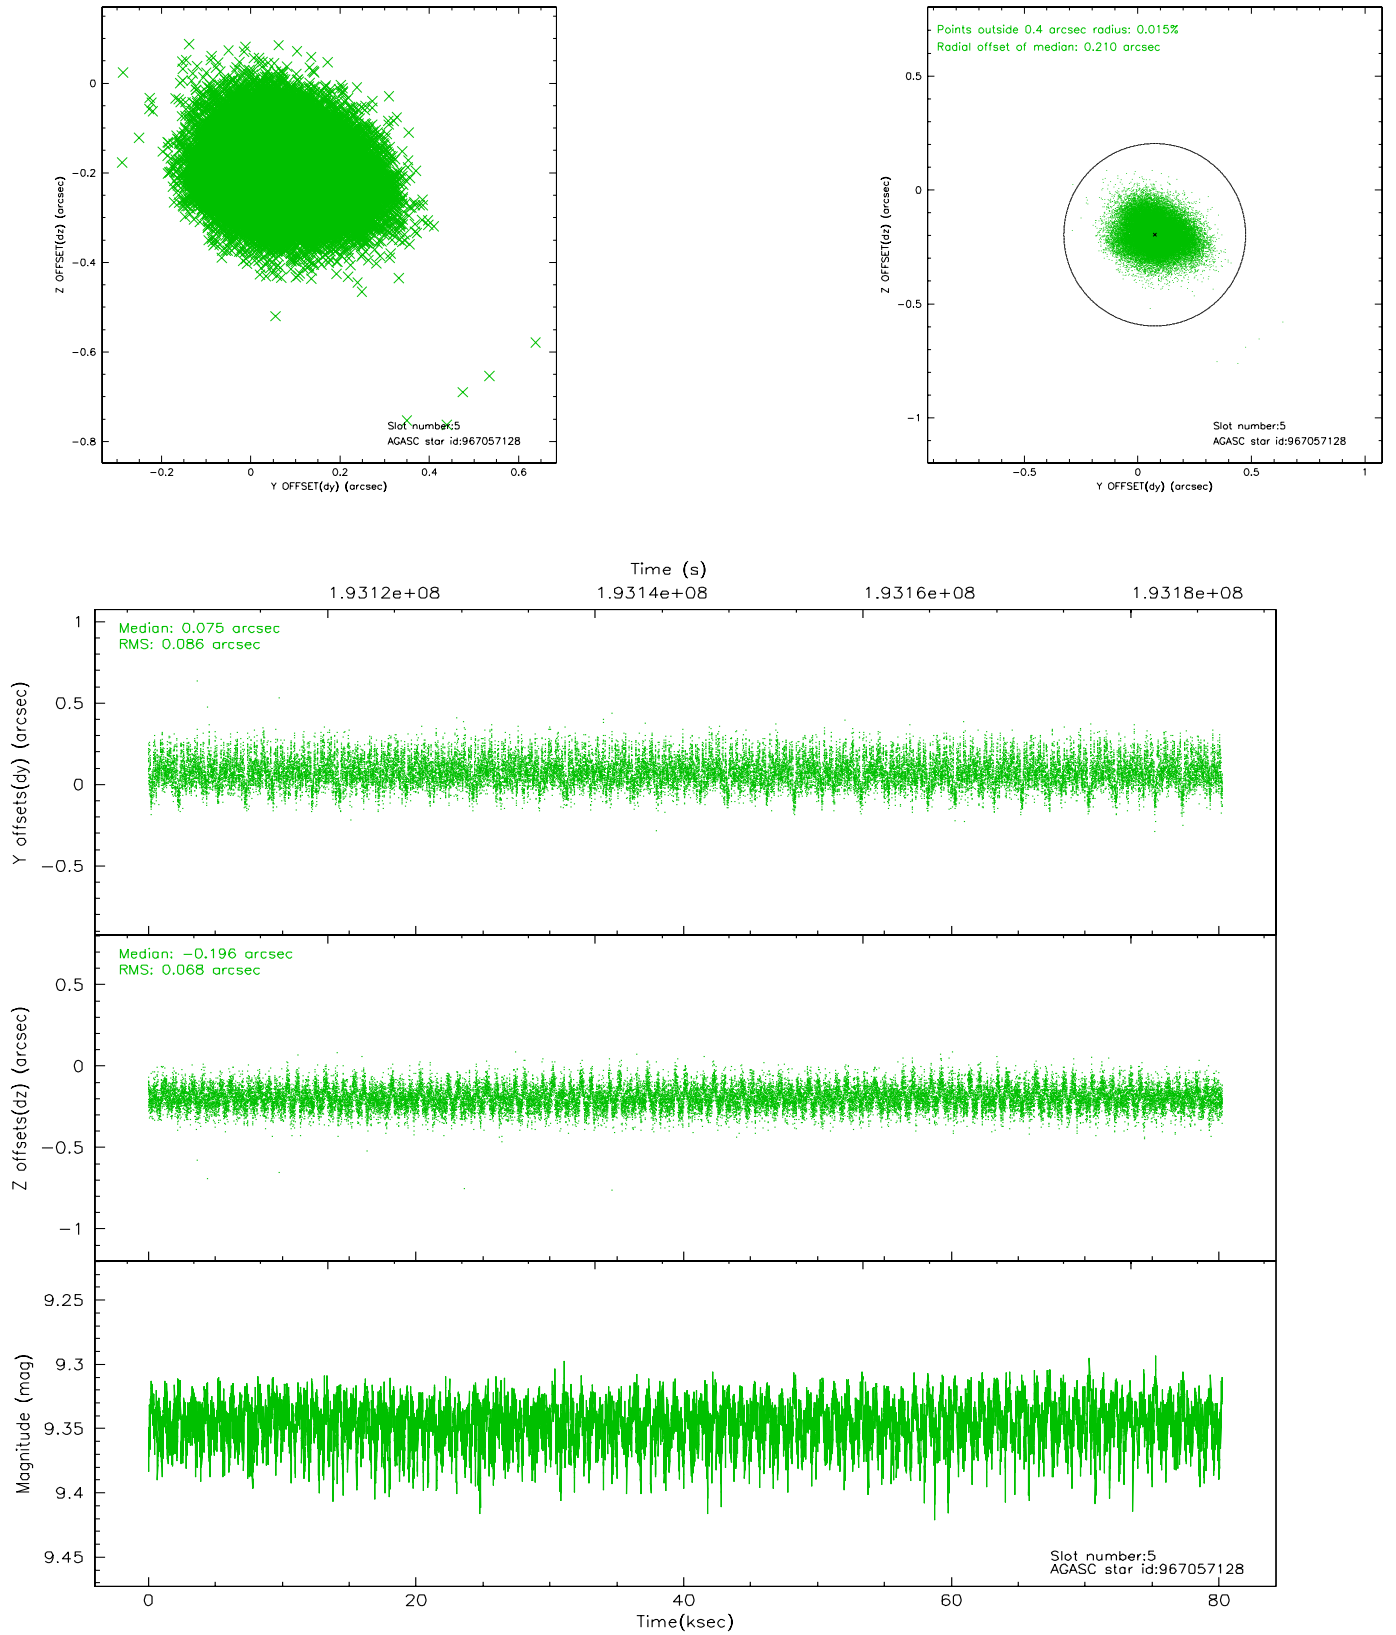 0
−0.2
−0.4
−0.6
−0.8
Z OFFSET(dz) (arcsec)
Slot number:5
AGASC star id:967057128
−0.2 0 0.2 0.4 0.6
Y OFFSET(dy) (arcsec)
Points outside 0.4 arcsec radius: 0.015%
Radial offset of median: 0.210 arcsec
0.5
0
−0.5
−1
Z OFFSET(dz) (arcsec)
Slot number:5
AGASC star id:967057128
−0.5 0 0.5 1
Y OFFSET(dy) (arcsec)
Time (s)
1.9312e+08 1.9314e+08 1.9316e+08 1.9318e+08
Median: 0.075 arcsec
RMS: 0.086 arcsec
1
0.5
0
−0.5
Y offsets(dy) (arcsec)
Median: −0.196 arcsec
RMS: 0.068 arcsec
0.5
0
−0.5
−1
Z offsets(dz) (arcsec)
9.25
9.3
9.35
9.4
9.45
Magnitude (mag)
Slot number:5
AGASC star id:967057128
0 20 40 60 80
Time(ksec)